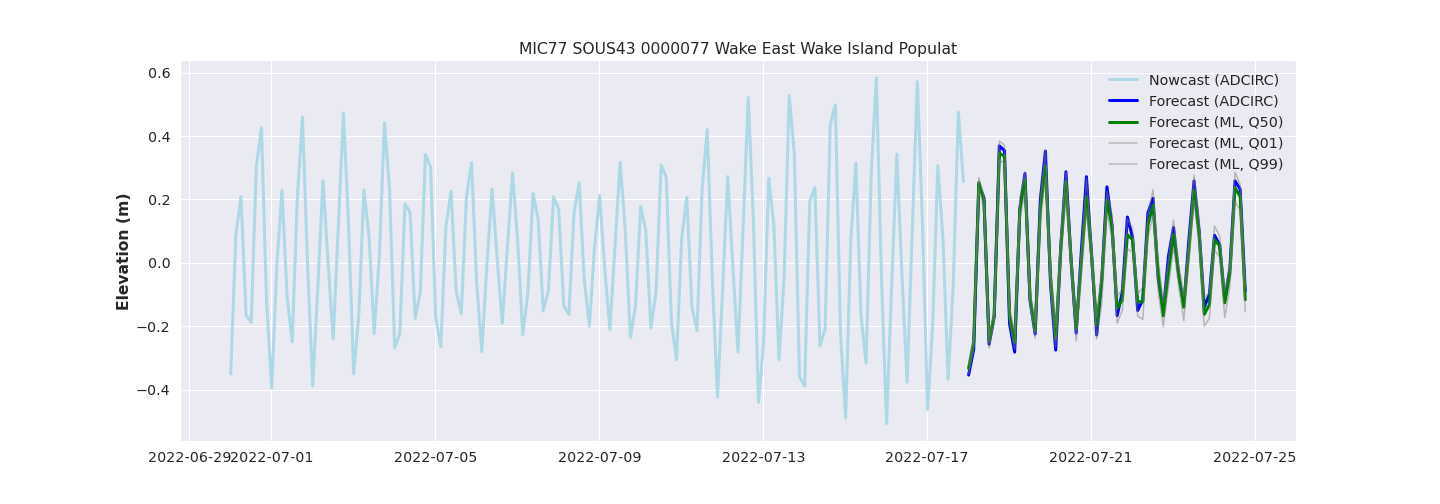 MIC77 SOUS43 0000077 Wake East Wake Island Populat
Nowcast (ADCIRC)
Forecast (ADCIRC)
Forecast (ML, Q50)
Forecast (ML, Q01)
Forecast (ML, Q99)
Elevation (m)
0.6
0.4
0.2
0.0
−0.2
−0.4
2022-06-29 2022-07-01 2022-07-05 2022-07-09 2022-07-13 2022-07-17 2022-07-21 2022-07-25